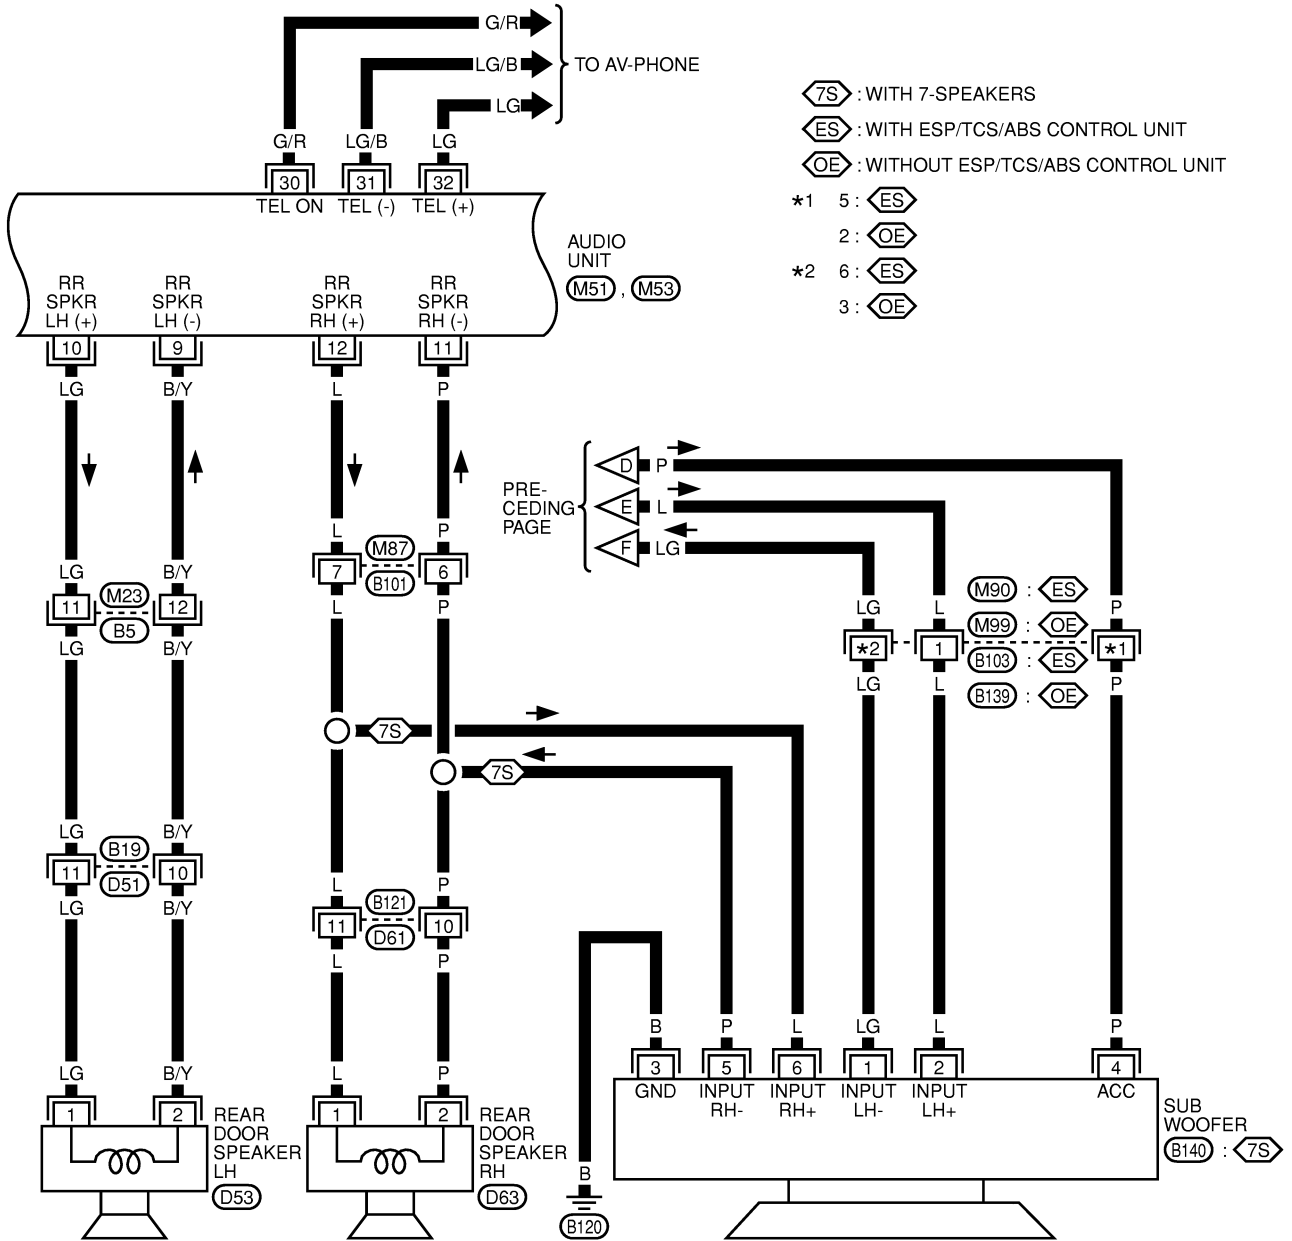 G/R
LG/B
LG
TO AV-PHONE
G/R LG/B LG
30 31 32
TEL ON TEL (-) TEL (+)
7S : WITH 7-SPEAKERS
ES : WITH ESP/TCS/ABS CONTROL UNIT
OE : WITHOUT ESP/TCS/ABS CONTROL UNIT
*1 5 : ES
2 : OE
*2 6 : ES
3 : OE
AUDIO
UNIT
M51 , M53
RR RR RR RR
SPKR SPKR SPKR SPKR
LH (+) LH (-) RH (+) RH (-)
10 9 12 11
LG B/Y L P
PRE-
CEDING
PAGE
D P
E L
F LG
L P
M87
7 6
B101
L P
LG B/Y
M23
11 12
B5
LG B/Y
LG L P
M90 : ES
M99 : OE
*2 1 *1
B103 : ES
B139 : OE
LG L P
7S
7S
LG B/Y
B19
11 10
D51
LG B/Y
L P
B121
11 10
D61
L P
B P L LG L P
3 5 6 1 2 4
GND INPUT INPUT INPUT INPUT ACC
RH- RH+ LH- LH+
SUB
WOOFER
B140 : 7S
LG B/Y L P
1 2
REAR
DOOR
SPEAKER
LH
D53
1 2
REAR
DOOR
SPEAKER
RH
D63
B
B120